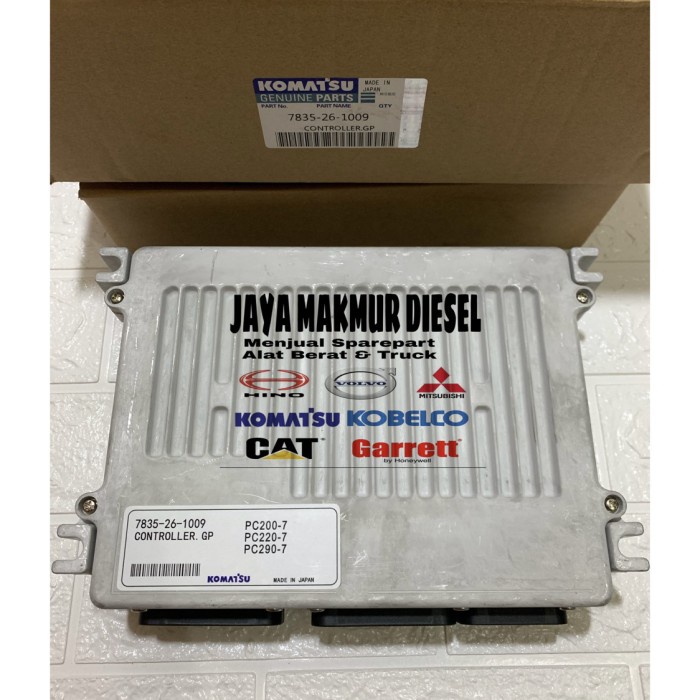 KOMATSU
GENUINE PARTS
MADE IN
JAPAN
PART No. PART NAME QTY
7835-26-1009
CONTROLLER.GP
JAYA MAKMUR DIESEL
Menjual Sparepart
Alat Berat & Truck
HINO VOLVO MITSUBISHI
KOMATSU KOBELCO
CAT Garrett
by Honeywell
7835-26-1009 PC200-7
CONTROLLER. GP PC220-7
PC290-7
KOMATSU MADE IN JAPAN